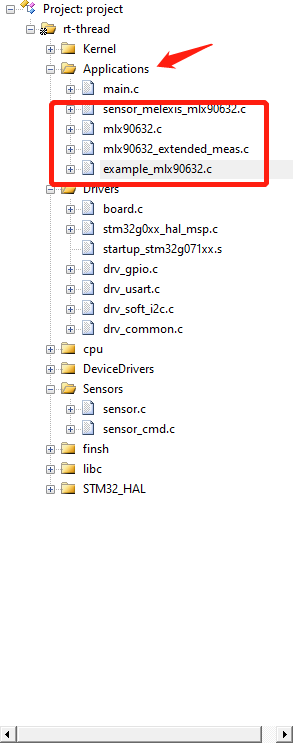 Project: project
rt-thread
Kernel
Applications
main.c
sensor_melexis_mlx90632.c
mlx90632.c
mlx90632_extended_meas.c
example_mlx90632.c
Drivers
board.c
stm32g0xx_hal_msp.c
startup_stm32g071xx.s
drv_gpio.c
drv_usart.c
drv_soft_i2c.c
drv_common.c
cpu
DeviceDrivers
Sensors
sensor.c
sensor_cmd.c
finsh
libc
STM32_HAL